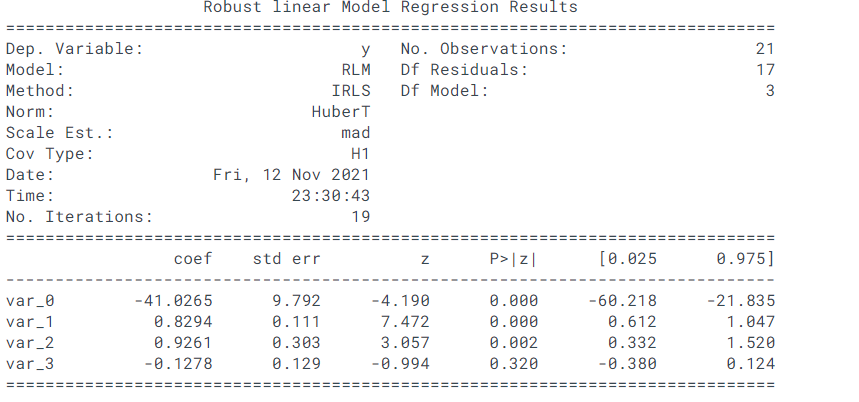 Robust linear Model Regression Results
==============================================================================
Dep. Variable:                      y   No. Observations:                   21
Model:                            RLM   Df Residuals:                       17
Method:                          IRLS   Df Model:                            3
Norm:                          HuberT
Scale Est.:                       mad
Cov Type:                          H1
Date:                Fri, 12 Nov 2021
Time:                        23:30:43
No. Iterations:                    19
==============================================================================
                 coef    std err          z      P>|z|      [0.025      0.975]
------------------------------------------------------------------------------
var_0        -41.0265      9.792     -4.190      0.000     -60.218     -21.835
var_1          0.8294      0.111      7.472      0.000       0.612       1.047
var_2          0.9261      0.303      3.057      0.002       0.332       1.520
var_3         -0.1278      0.129     -0.994      0.320      -0.380       0.124
==============================================================================